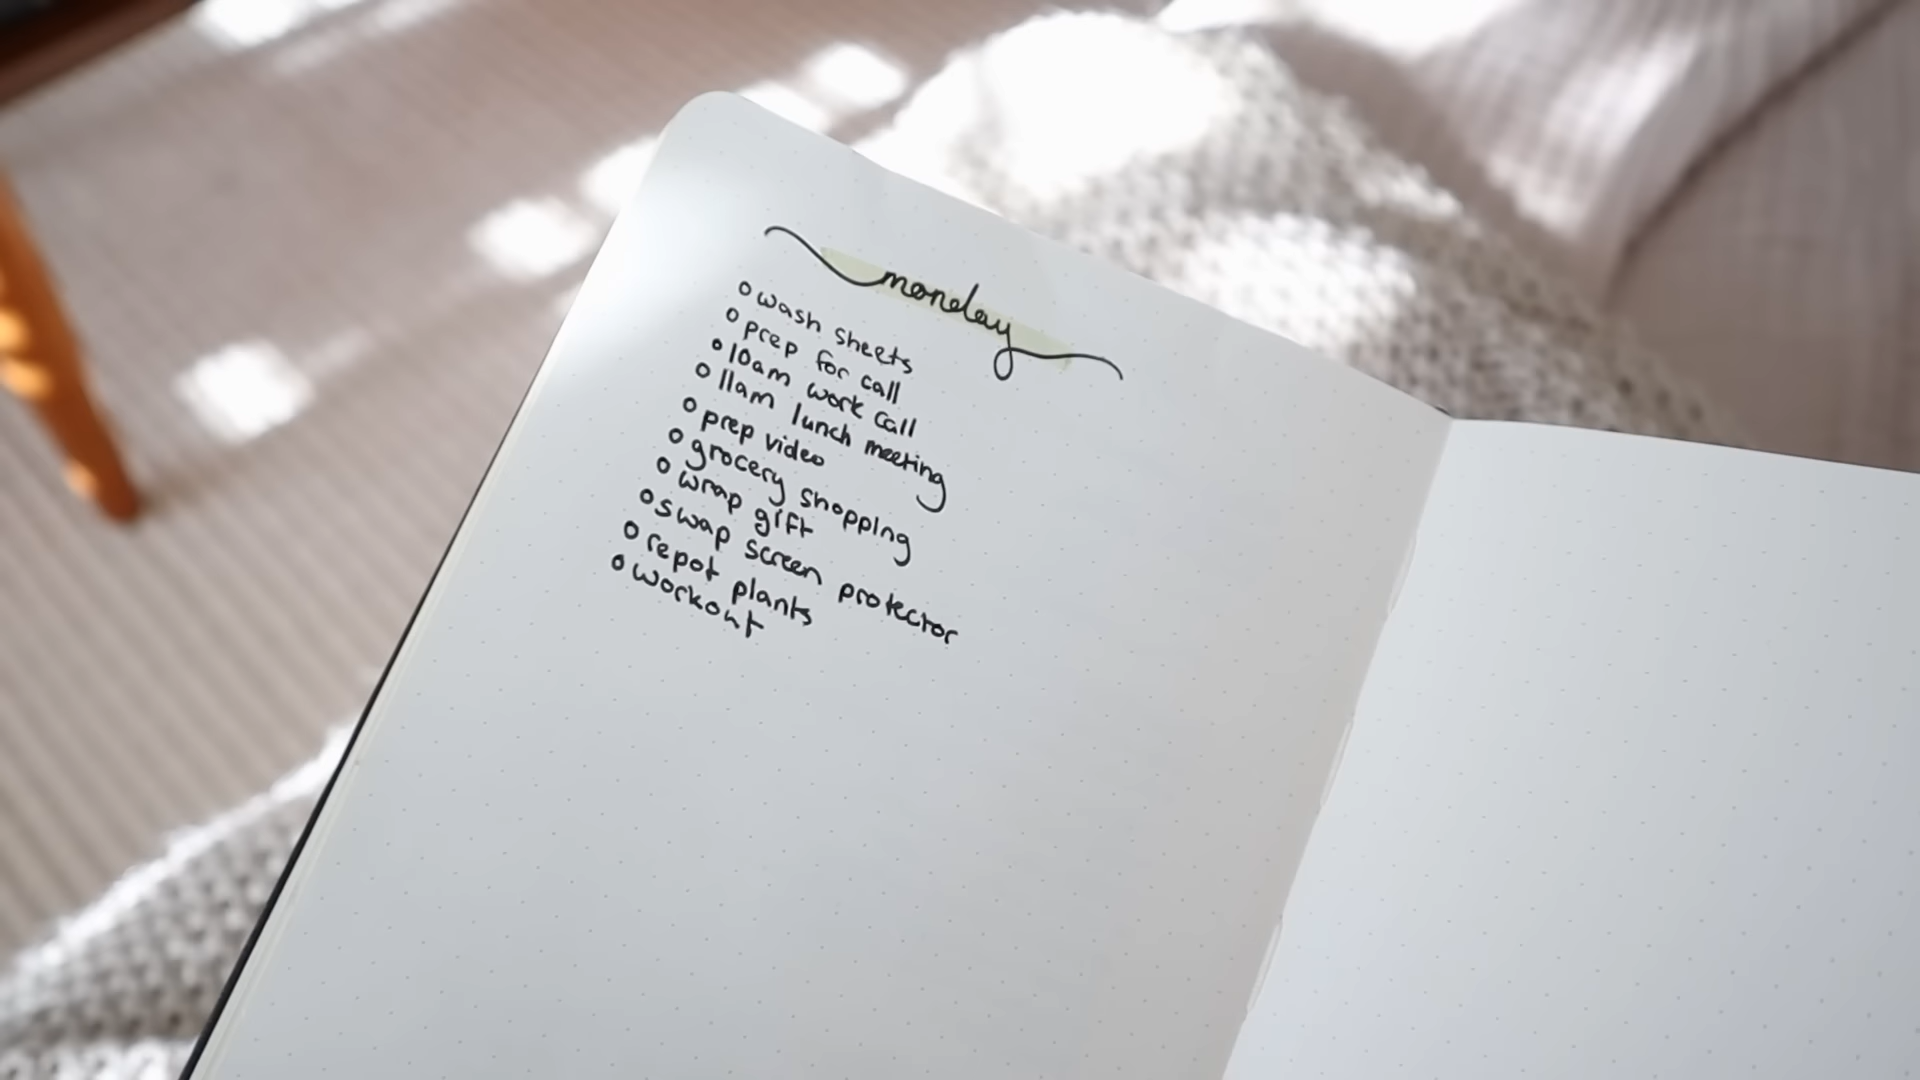 monday
wash sheets
prep for call
10am work call
11am lunch meeting
prep video
grocery shopping
wrap gift
swap screen protector
repot plants
workout